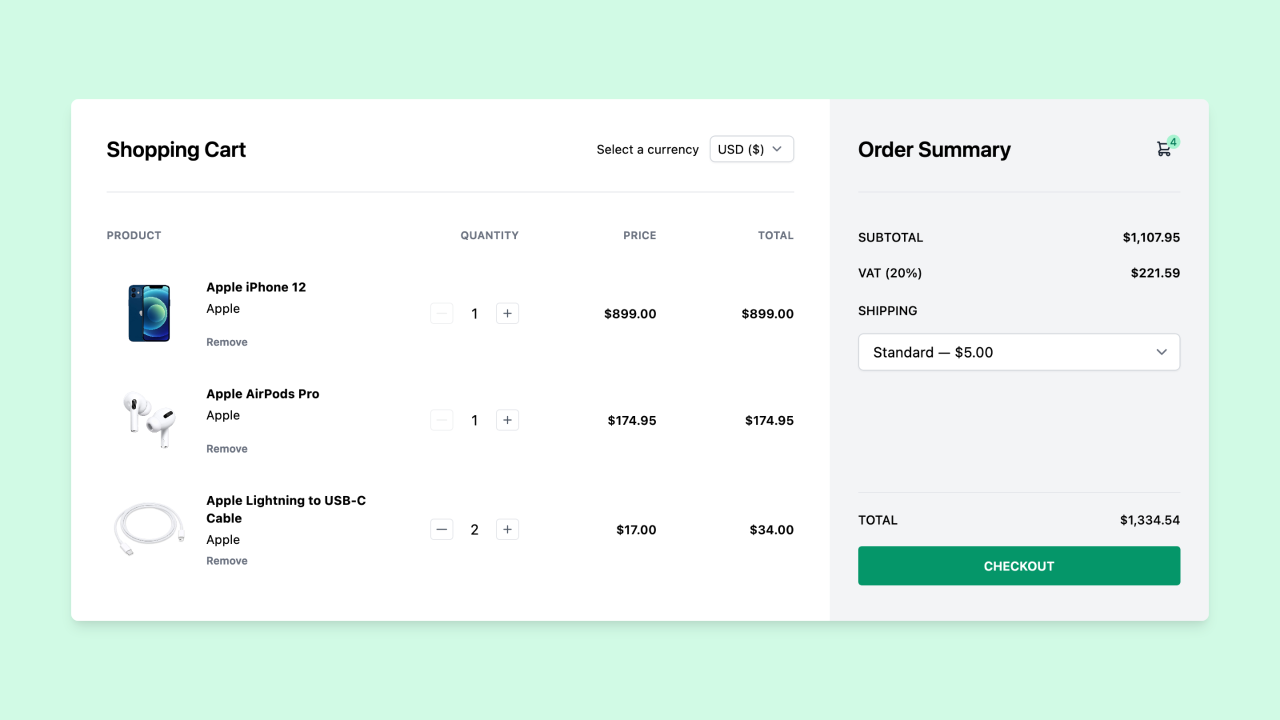 Shopping Cart
Select a currency USD ($)
PRODUCT QUANTITY PRICE TOTAL
Apple iPhone 12
Apple
Remove
1 $899.00 $899.00
Apple AirPods Pro
Apple
Remove
1 $174.95 $174.95
Apple Lightning to USB-C
Cable
Apple
Remove
2 $17.00 $34.00
Order Summary
4
SUBTOTAL $1,107.95
VAT (20%) $221.59
SHIPPING
Standard — $5.00
TOTAL $1,334.54
CHECKOUT